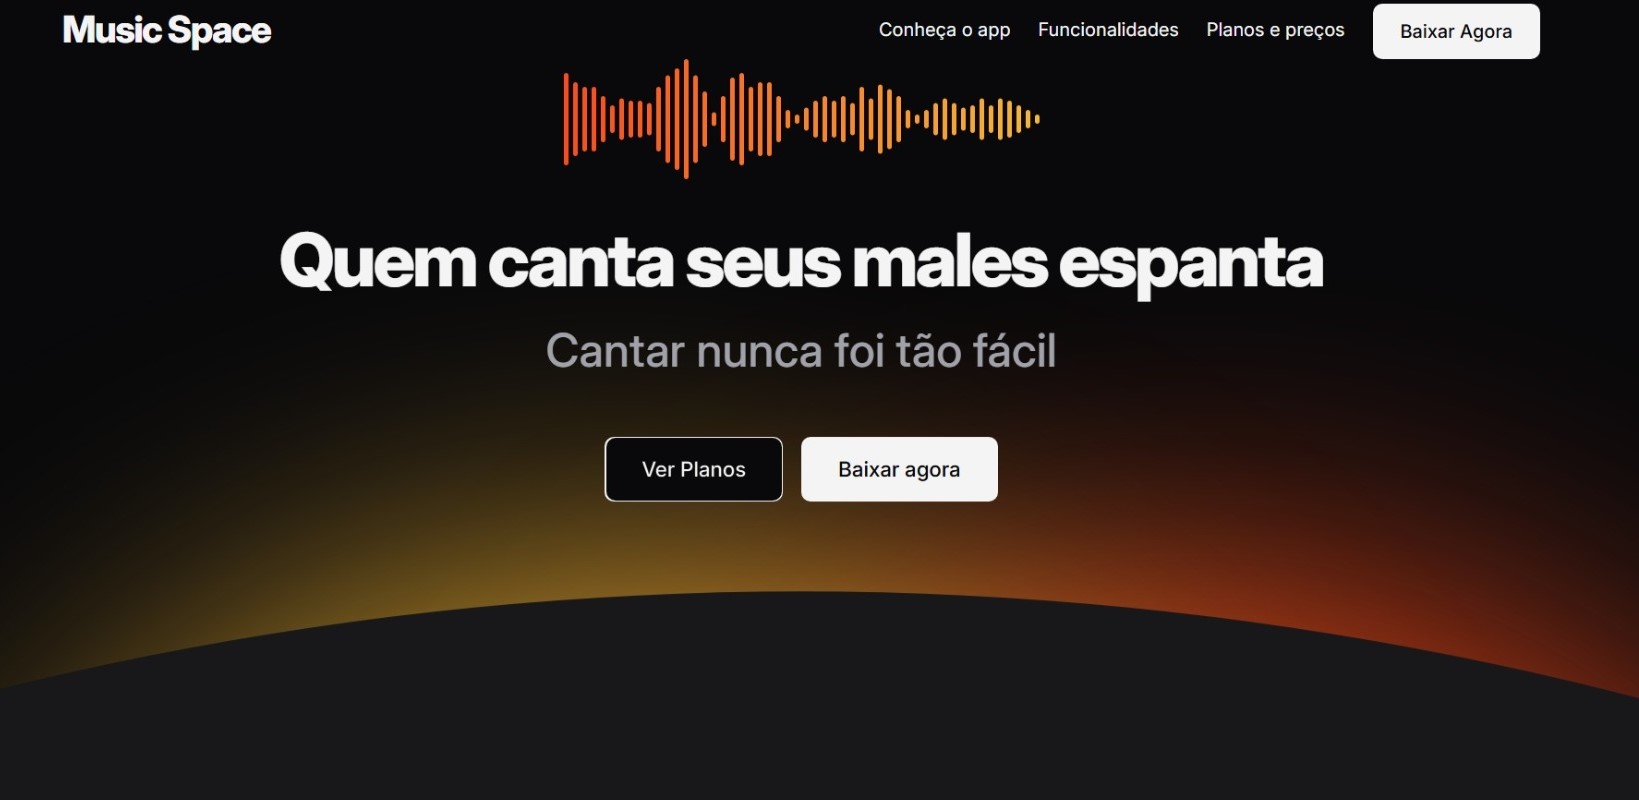 Music Space
Conheça o app
Funcionalidades
Planos e preços
Baixar Agora
Quem canta seus males espanta
Cantar nunca foi tão fácil
Ver Planos
Baixar agora